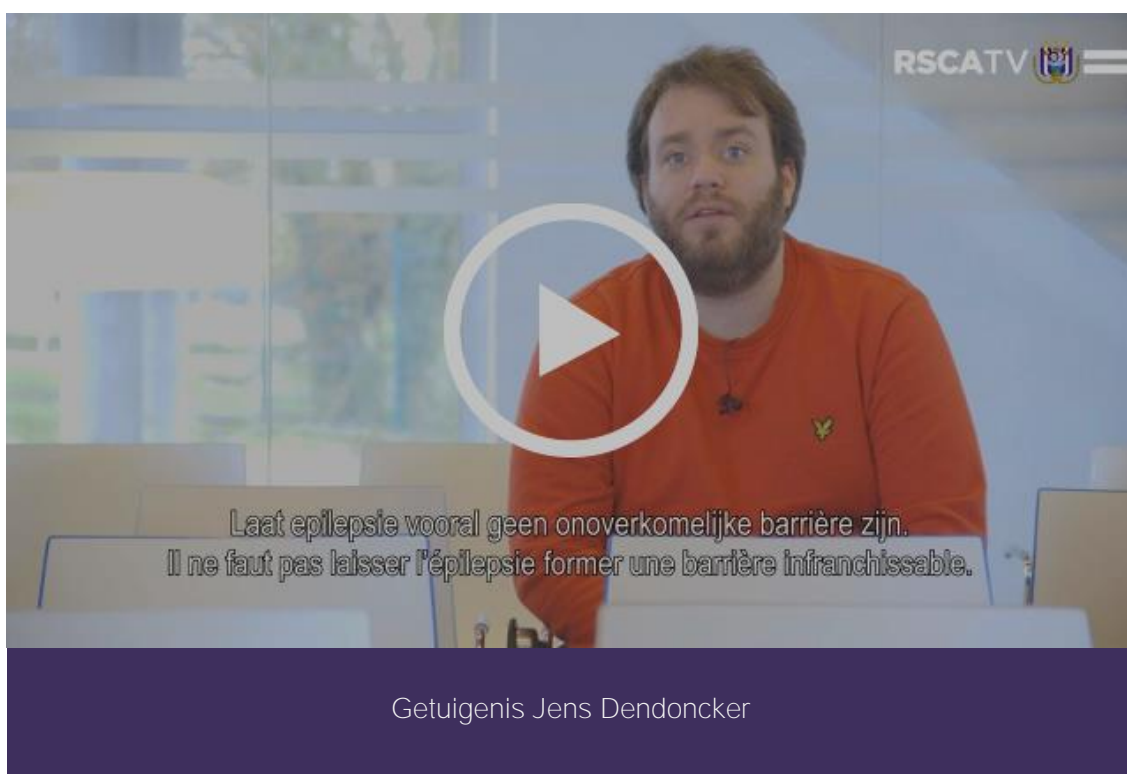 RSCATV
Laat epilepsie vooral geen onoverkomelijke barrière zijn.
Il ne faut pas laisser l'épilepsie former une barrière infranchissable.
Getuigenis Jens Dendoncker